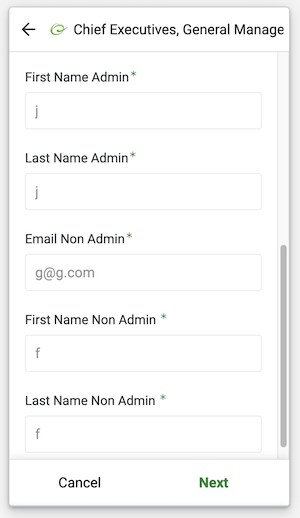 Chief Executives, General Manage
First Name Admin*
j
Last Name Admin*
j
Email Non Admin*
g@g.com
First Name Non Admin *
f
Last Name Non Admin *
f
Cancel Next